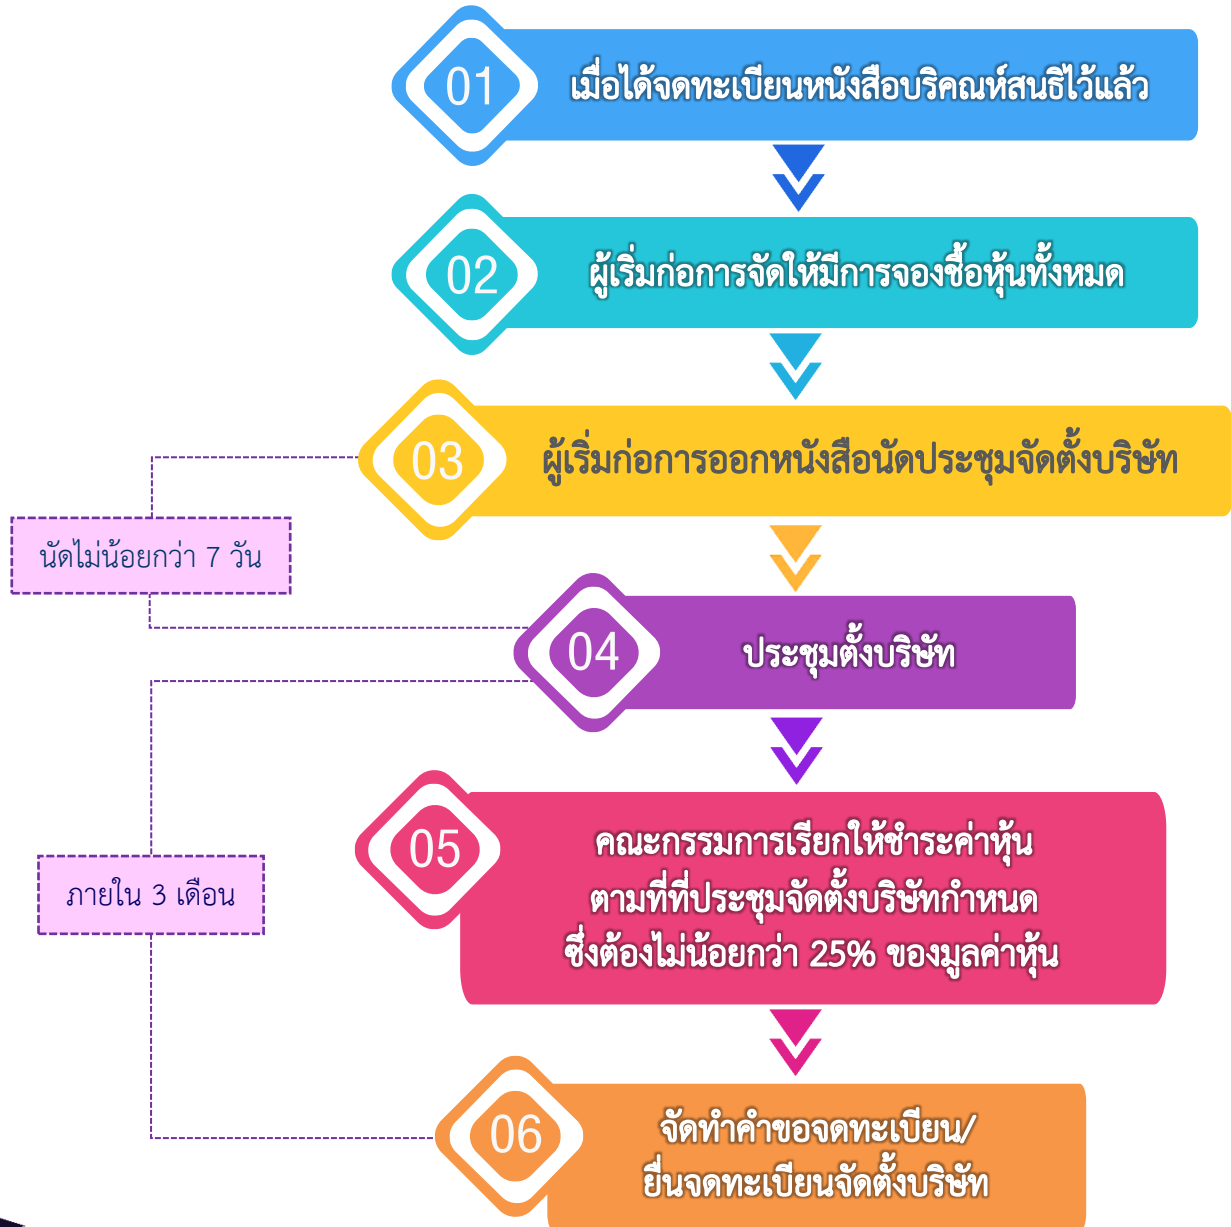 01
เมื่อได้จดทะเบียนหนังสือบริคณห์สนธิไว้แล้ว
02
ผู้เริ่มก่อการจัดให้มีการจองซื้อหุ้นทั้งหมด
03
ผู้เริ่มก่อการออกหนังสือนัดประชุมจัดตั้งบริษัท
นัดไม่น้อยกว่า 7 วัน
04
ประชุมตั้งบริษัท
05
คณะกรรมการเรียกให้ชำระค่าหุ้น
ตามที่ที่ประชุมจัดตั้งบริษัทกำหนด
ซึ่งต้องไม่น้อยกว่า 25% ของมูลค่าหุ้น
ภายใน 3 เดือน
06
จัดทำคำขอจดทะเบียน/
ยื่นจดทะเบียนจัดตั้งบริษัท